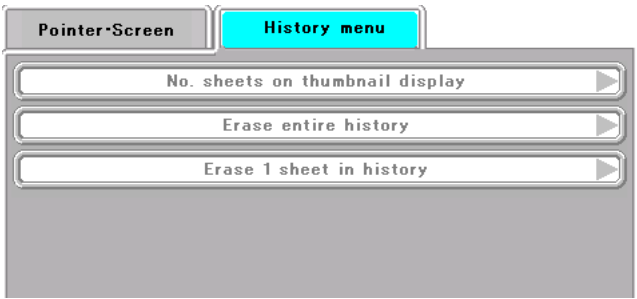 Pointer·Screen
History menu
No. sheets on thumbnail display
Erase entire history
Erase 1 sheet in history